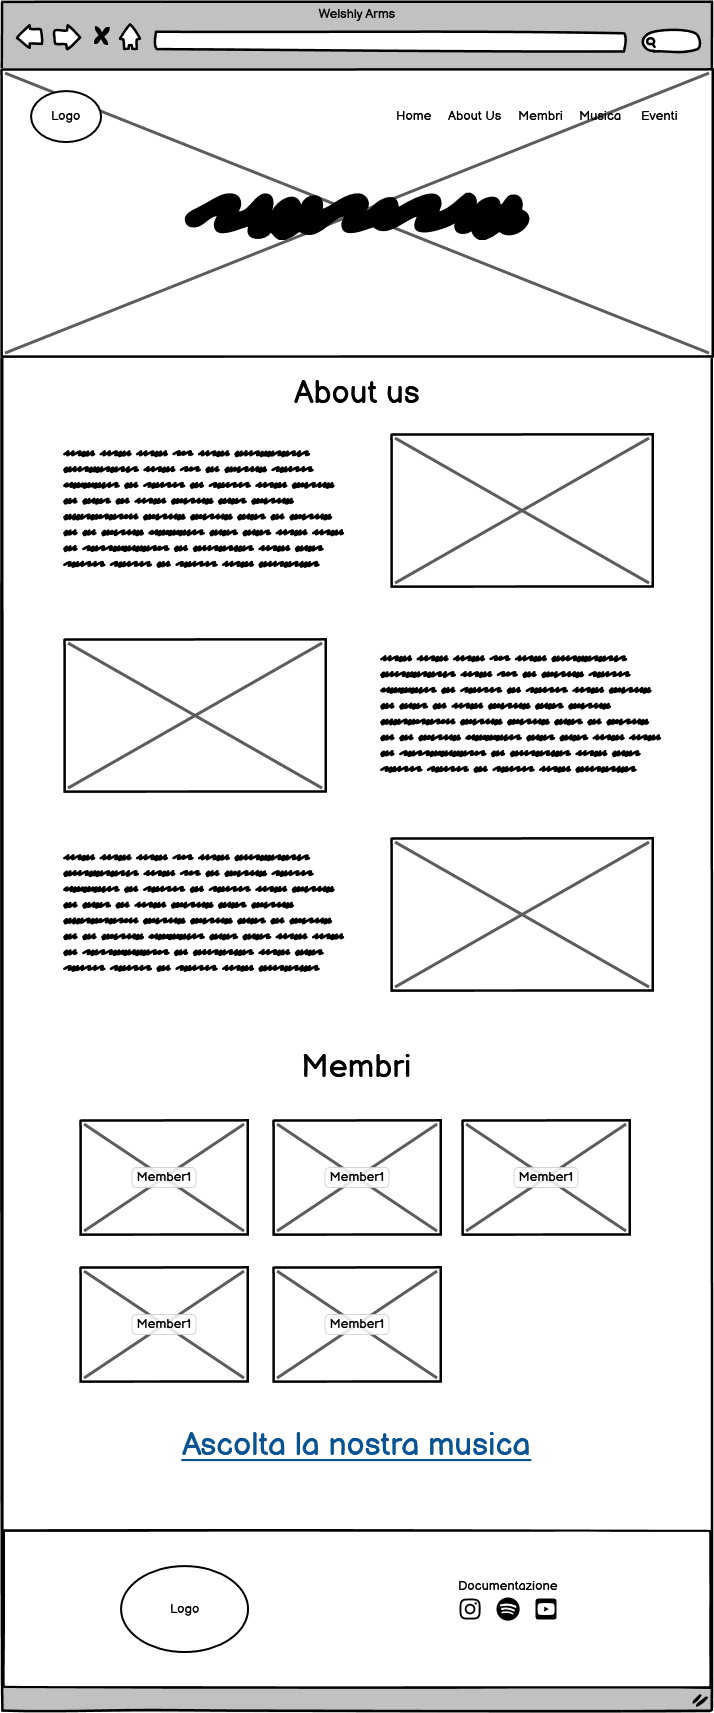 Welshly Arms
Logo
Home About Us Membri Musica Eventi
About us
Membri
Member1 Member1 Member1
Member1 Member1
Ascolta la nostra musica
Logo
Documentazione